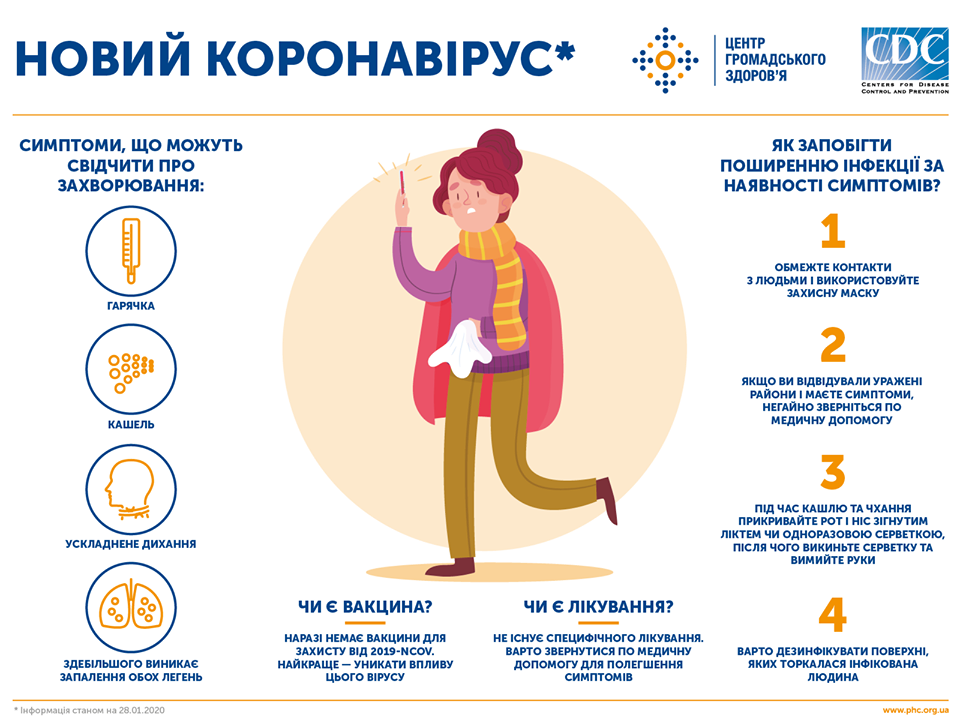 НОВИЙ КОРОНАВІРУС*
ЦЕНТР
ГРОМАДСЬКОГО
ЗДОРОВ'Я
CDC
CENTERS FOR DISEASE
CONTROL AND PREVENTION
СИМПТОМИ, ЩО МОЖУТЬ
СВІДЧИТИ ПРО
ЗАХВОРЮВАННЯ:
ГАРЯЧКА
КАШЕЛЬ
УСКЛАДНЕНЕ ДИХАННЯ
ЗДЕБІЛЬШОГО ВИНИКАЄ
ЗАПАЛЕННЯ ОБОХ ЛЕГЕНЬ
ЧИ Є ВАКЦИНА?
НАРАЗІ НЕМАЄ ВАКЦИНИ ДЛЯ
ЗАХИСТУ ВІД 2019-NCOV.
НАЙКРАЩЕ — УНИКАТИ ВПЛИВУ
ЦЬОГО ВІРУСУ
ЧИ Є ЛІКУВАННЯ?
НЕ ІСНУЄ СПЕЦИФІЧНОГО ЛІКУВАННЯ.
ВАРТО ЗВЕРНУТИСЯ ПО МЕДИЧНУ
ДОПОМОГУ ДЛЯ ПОЛЕГШЕННЯ
СИМПТОМІВ
ЯК ЗАПОБІГТИ
ПОШИРЕННЮ ІНФЕКЦІЇ ЗА
НАЯВНОСТІ СИМПТОМІВ?
1
ОБМЕЖТЕ КОНТАКТИ
З ЛЮДЬМИ І ВИКОРИСТОВУЙТЕ
ЗАХИСНУ МАСКУ
2
ЯКЩО ВИ ВІДВІДУВАЛИ УРАЖЕНІ
РАЙОНИ І МАЄТЕ СИМПТОМИ,
НЕГАЙНО ЗВЕРНІТЬСЯ ПО
МЕДИЧНУ ДОПОМОГУ
3
ПІД ЧАС КАШЛЮ ТА ЧХАННЯ
ПРИКРИВАЙТЕ РОТ І НІС ЗІГНУТИМ
ЛІКТЕМ ЧИ ОДНОРАЗОВОЮ СЕРВЕТКОЮ,
ПІСЛЯ ЧОГО ВИКИНЬТЕ СЕРВЕТКУ ТА
ВИМИЙТЕ РУКИ
4
ВАРТО ДЕЗИНФІКУВАТИ ПОВЕРХНІ,
ЯКИХ ТОРКАЛАСЯ ІНФІКОВАНА
ЛЮДИНА
* Інформація станом на 28.01.2020
www.phc.org.ua